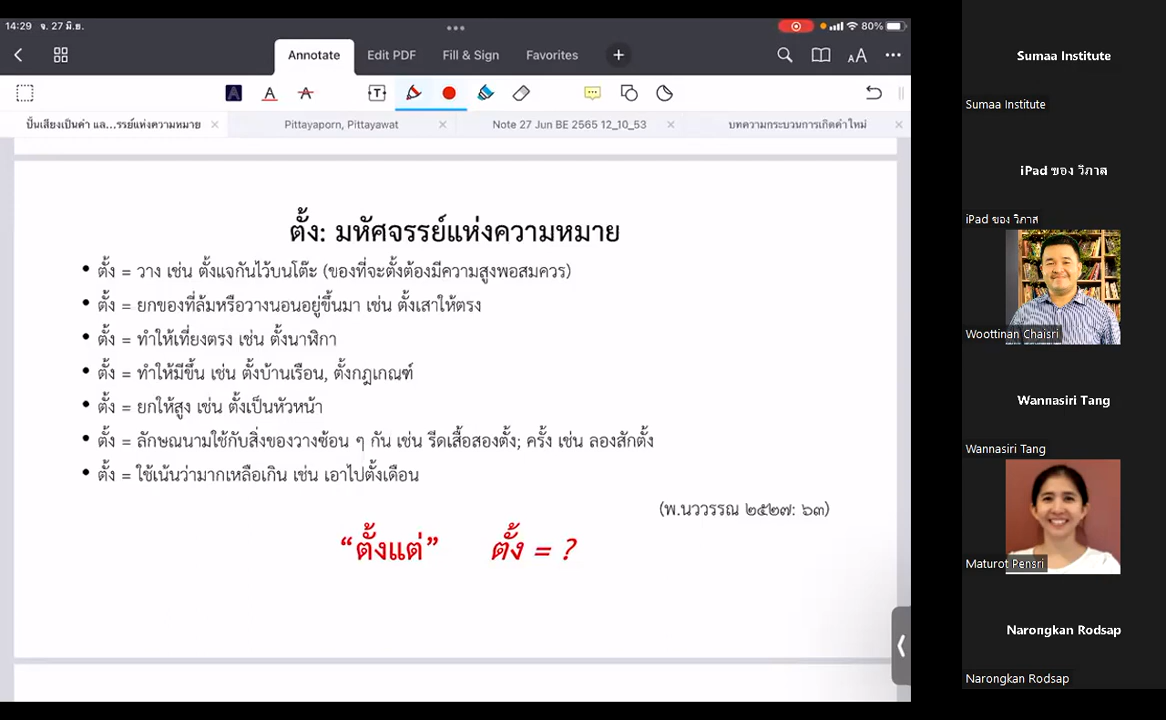 14:29 จ. 27 มิ.ย.
80%
Annotate Edit PDF Fill & Sign Favorites
ปั้นเสียงเป็นคำ แล...รรย์แห่งความหมาย Pittayaporn, Pittayawat Note 27 Jun BE 2565 12_10_53 บทความกระบวนการเกิดคำใหม่
ตั้ง: มหัศจรรย์แห่งความหมาย
• ตั้ง = วาง เช่น ตั้งแจกันไว้บนโต๊ะ (ของที่จะตั้งต้องมีความสูงพอสมควร)
• ตั้ง = ยกของที่ล้มหรือวางนอนอยู่ขึ้นมา เช่น ตั้งเสาให้ตรง
• ตั้ง = ทำให้เที่ยงตรง เช่น ตั้งนาฬิกา
• ตั้ง = ทำให้มีขึ้น เช่น ตั้งบ้านเรือน, ตั้งกฎเกณฑ์
• ตั้ง = ยกให้สูง เช่น ตั้งเป็นหัวหน้า
• ตั้ง = ลักษณนามใช้กับสิ่งของวางซ้อน ๆ กัน เช่น รีดเสื้อสองตั้ง; ครั้ง เช่น ลองสักตั้ง
• ตั้ง = ใช้เน้นว่ามากเหลือเกิน เช่น เอาไปตั้งเดือน
(พ.นววรรณ ๒๕๒๗: ๖๓)
“ตั้งแต่” ตั้ง = ?
Sumaa Institute
Sumaa Institute
iPad ของ วิภาส
iPad ของ วิภาส
Woottinan Chaisri
Wannasiri Tang
Wannasiri Tang
Maturot Pensri
Narongkan Rodsap
Narongkan Rodsap